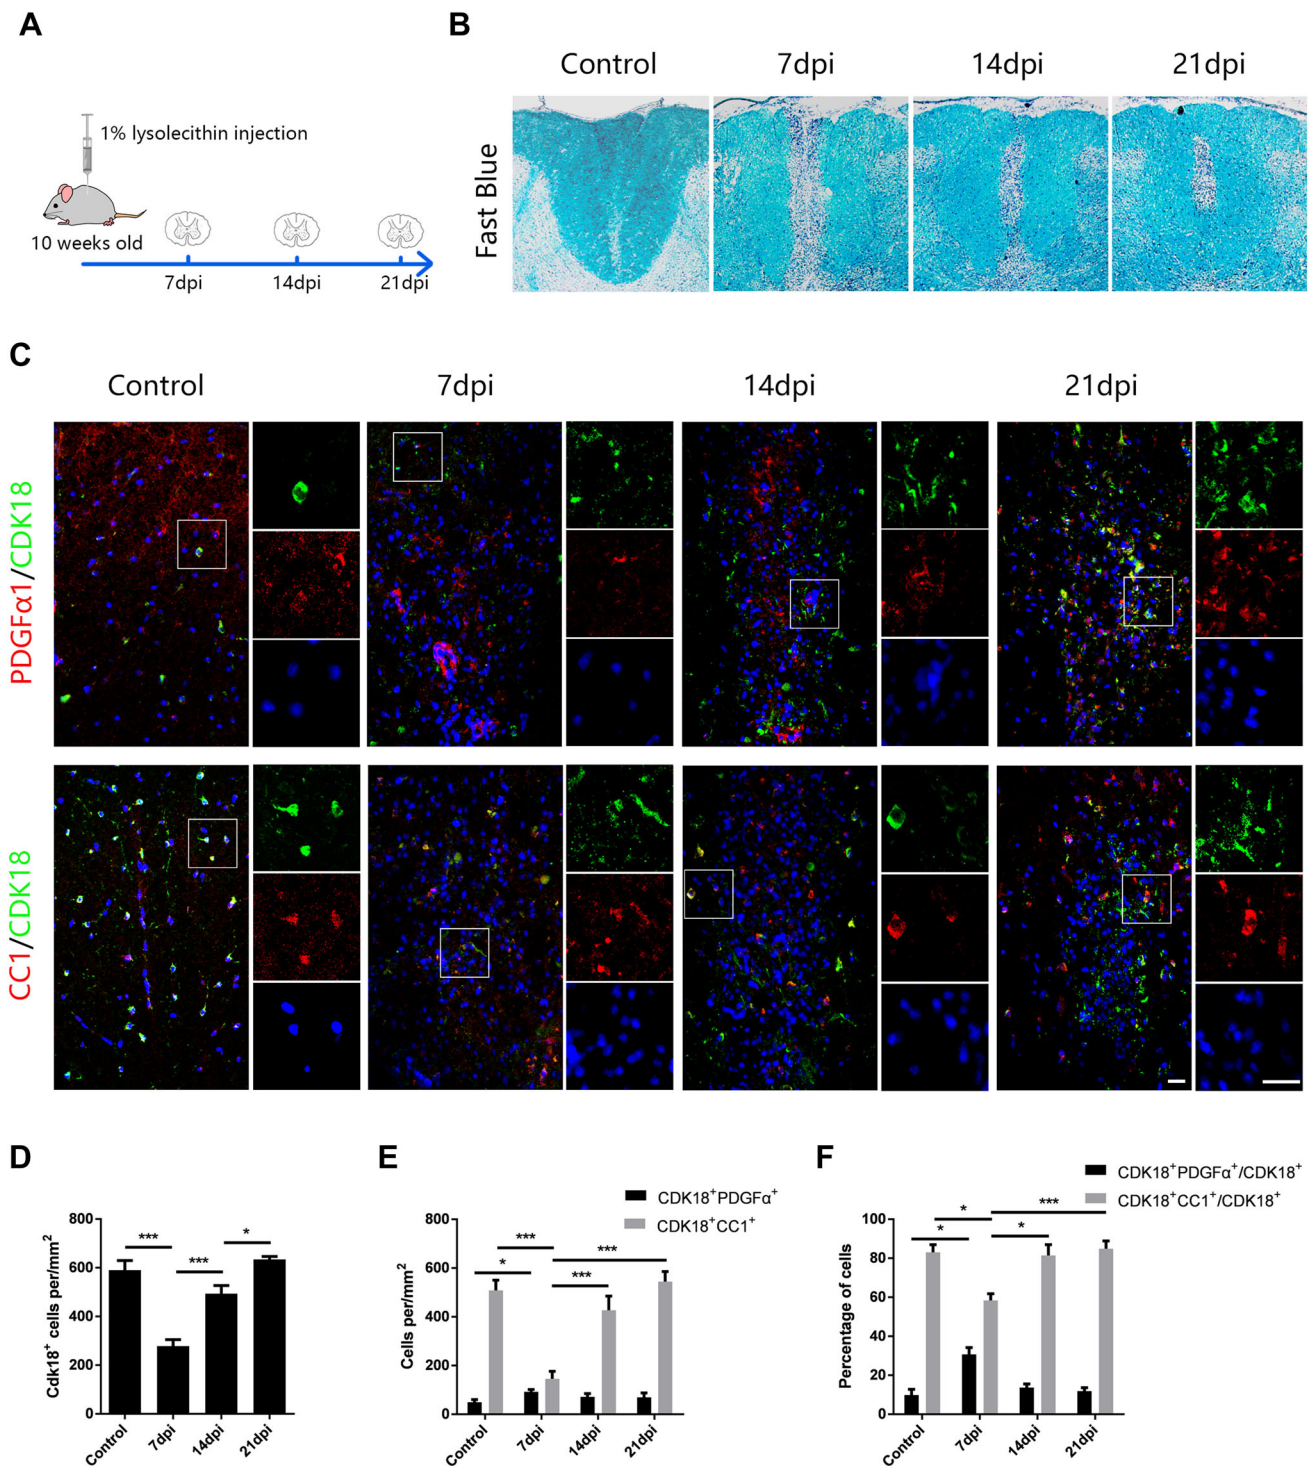 A
1% lysolecithin injection
10 weeks old
7dpi
14dpi
21dpi
B
Control
7dpi
14dpi
21dpi
Fast Blue
C
Control
7dpi
14dpi
21dpi
PDGFα1/CDK18
CC1/CDK18
D
Cdk18⁺ cells per/mm²
800
600
400
200
0
***
***
*
Control
7dpi
14dpi
21dpi
E
CDK18⁺PDGFα⁺
CDK18⁺CC1⁺
Cells per/mm²
800
600
400
200
0
***
*
***
***
Control
7dpi
14dpi
21dpi
F
CDK18⁺PDGFα⁺/CDK18⁺
CDK18⁺CC1⁺/CDK18⁺
Percentage of cells
100
80
60
40
20
0
*
*
***
*
Control
7dpi
14dpi
21dpi